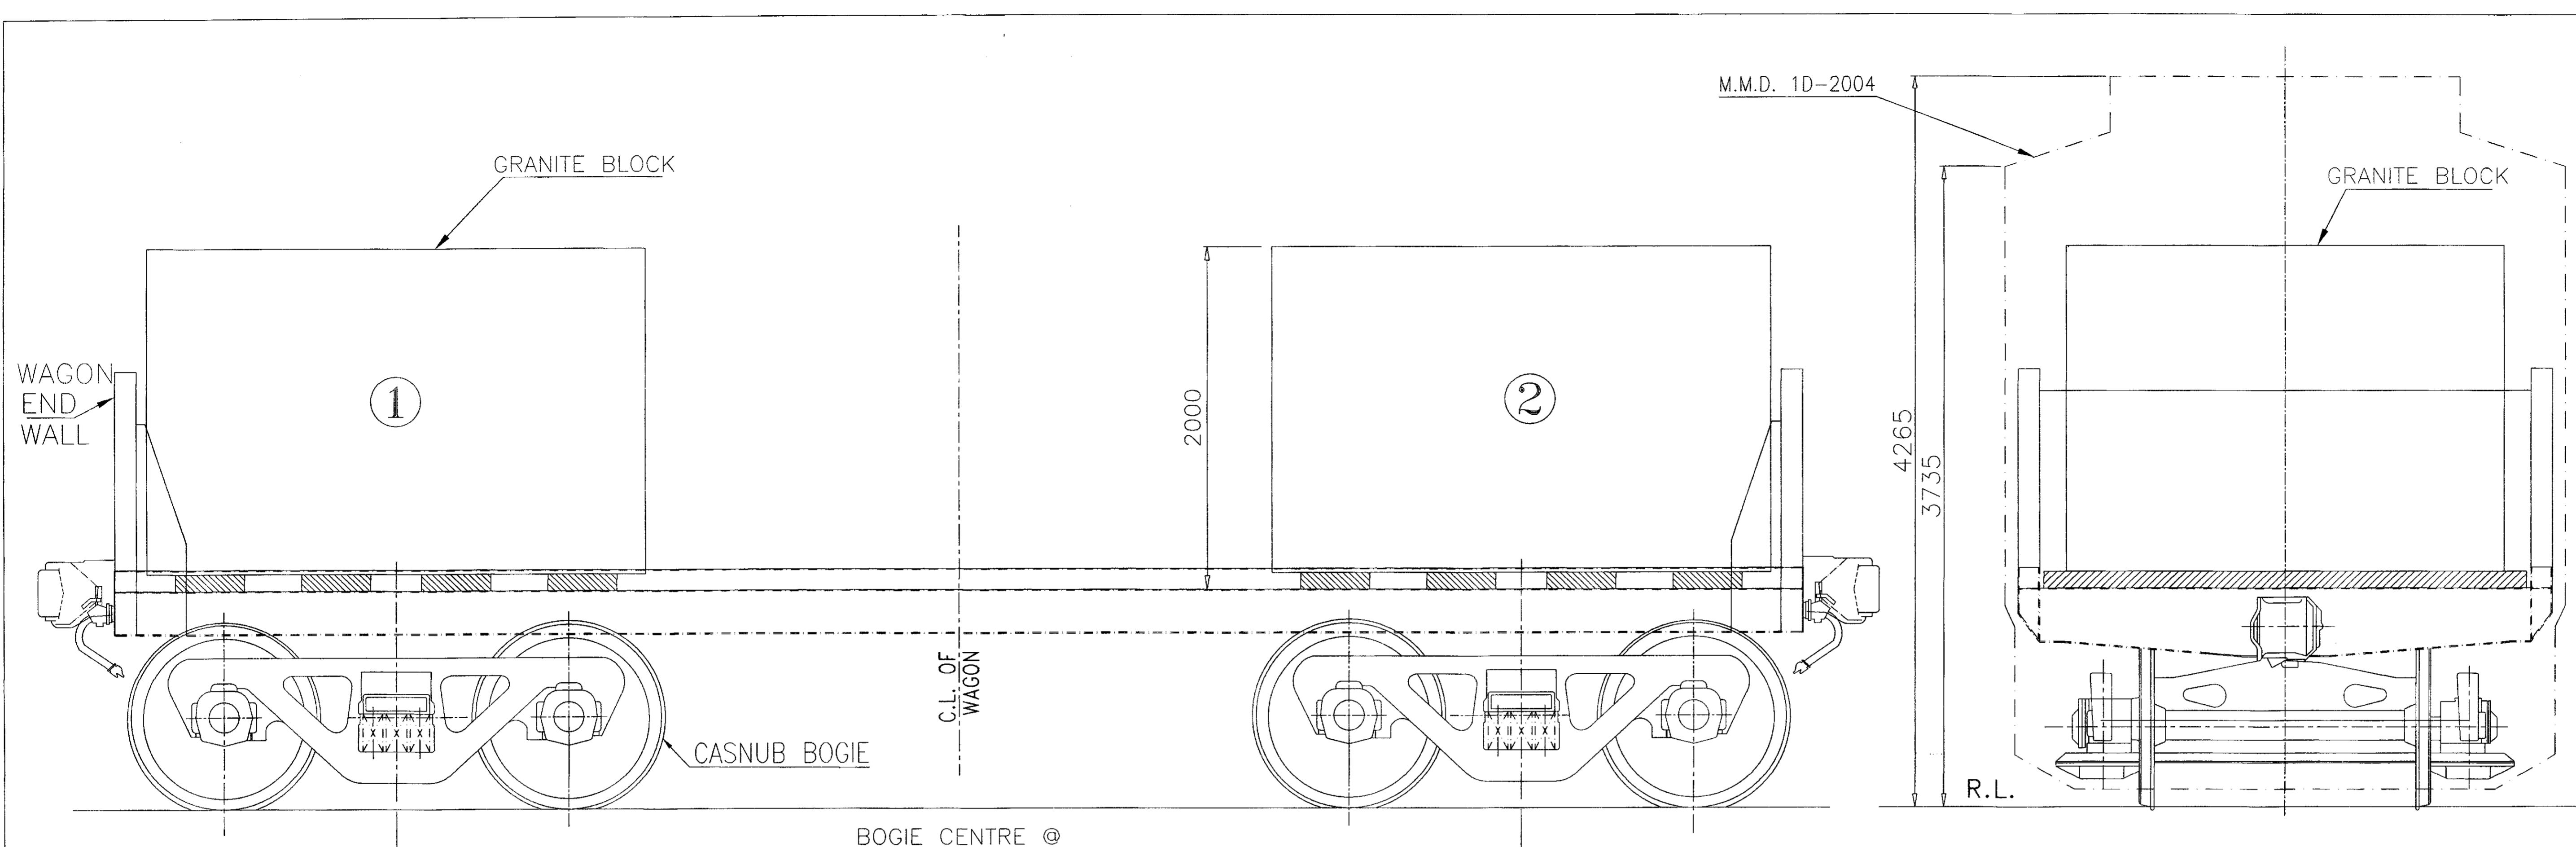 M.M.D. 1D-2004
GRANITE BLOCK
GRANITE BLOCK
WAGON
END
WALL
1
2
2000
4265
3735
C.L. OF
WAGON
CASNUB BOGIE
R.L.
BOGIE CENTRE @